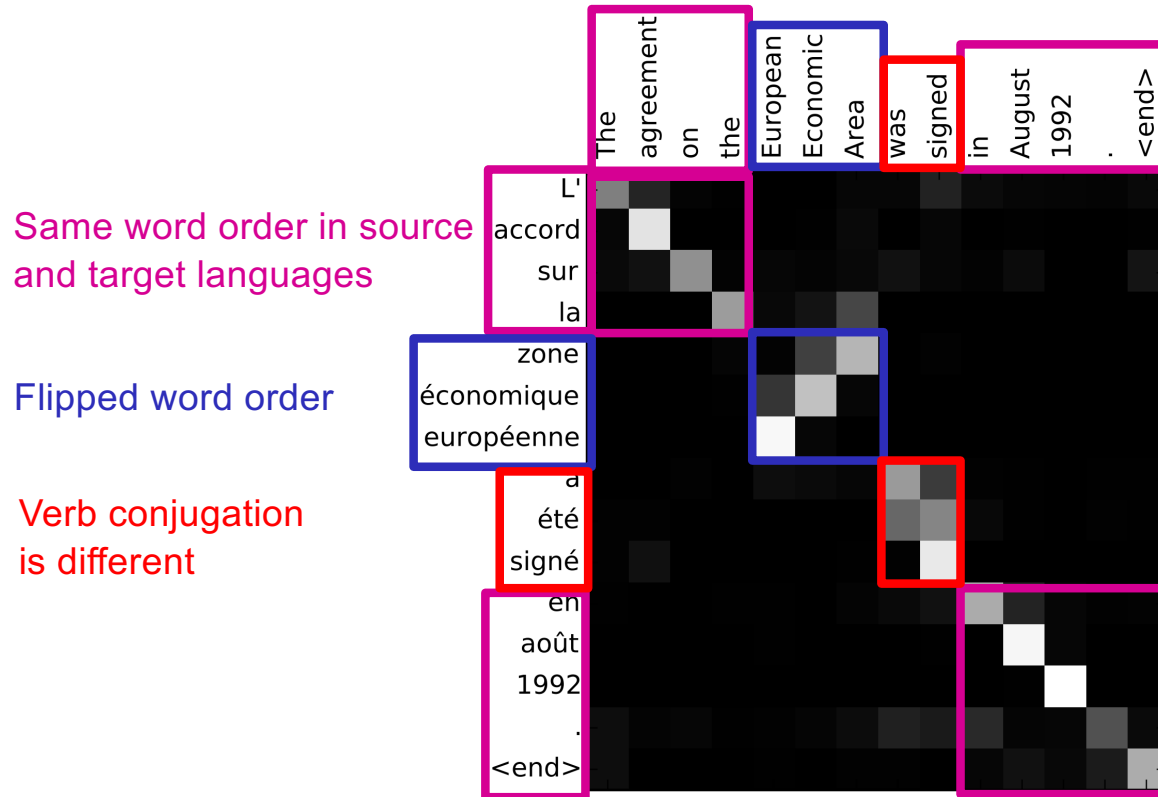 The
agreement
on
the
European
Economic
Area
was
signed
in
August
1992
.
<end>
Same word order in source
and target languages
L'
accord
sur
la
Flipped word order
zone
économique
européenne
Verb conjugation
is different
a
été
signé
en
août
1992
.
<end>